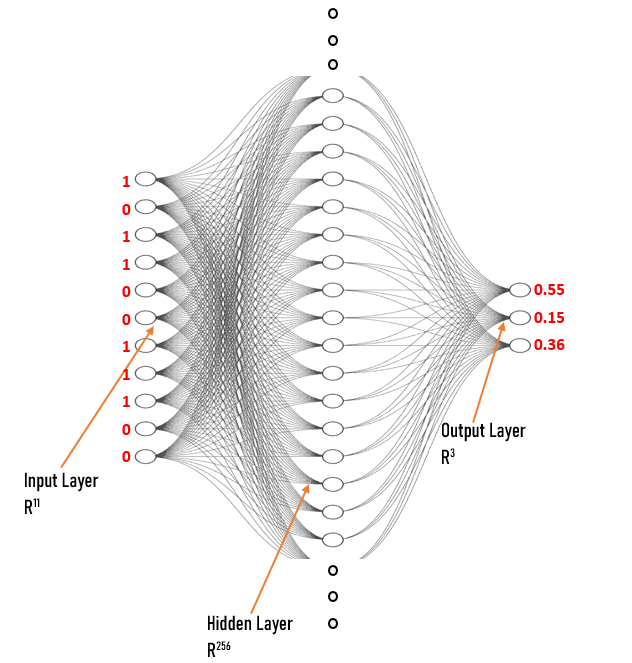 1
0
1
1
0
0
1
1
1
0
0
0.55
0.15
0.36
Output Layer
R³
Input Layer
R¹¹
Hidden Layer
R²⁵⁶